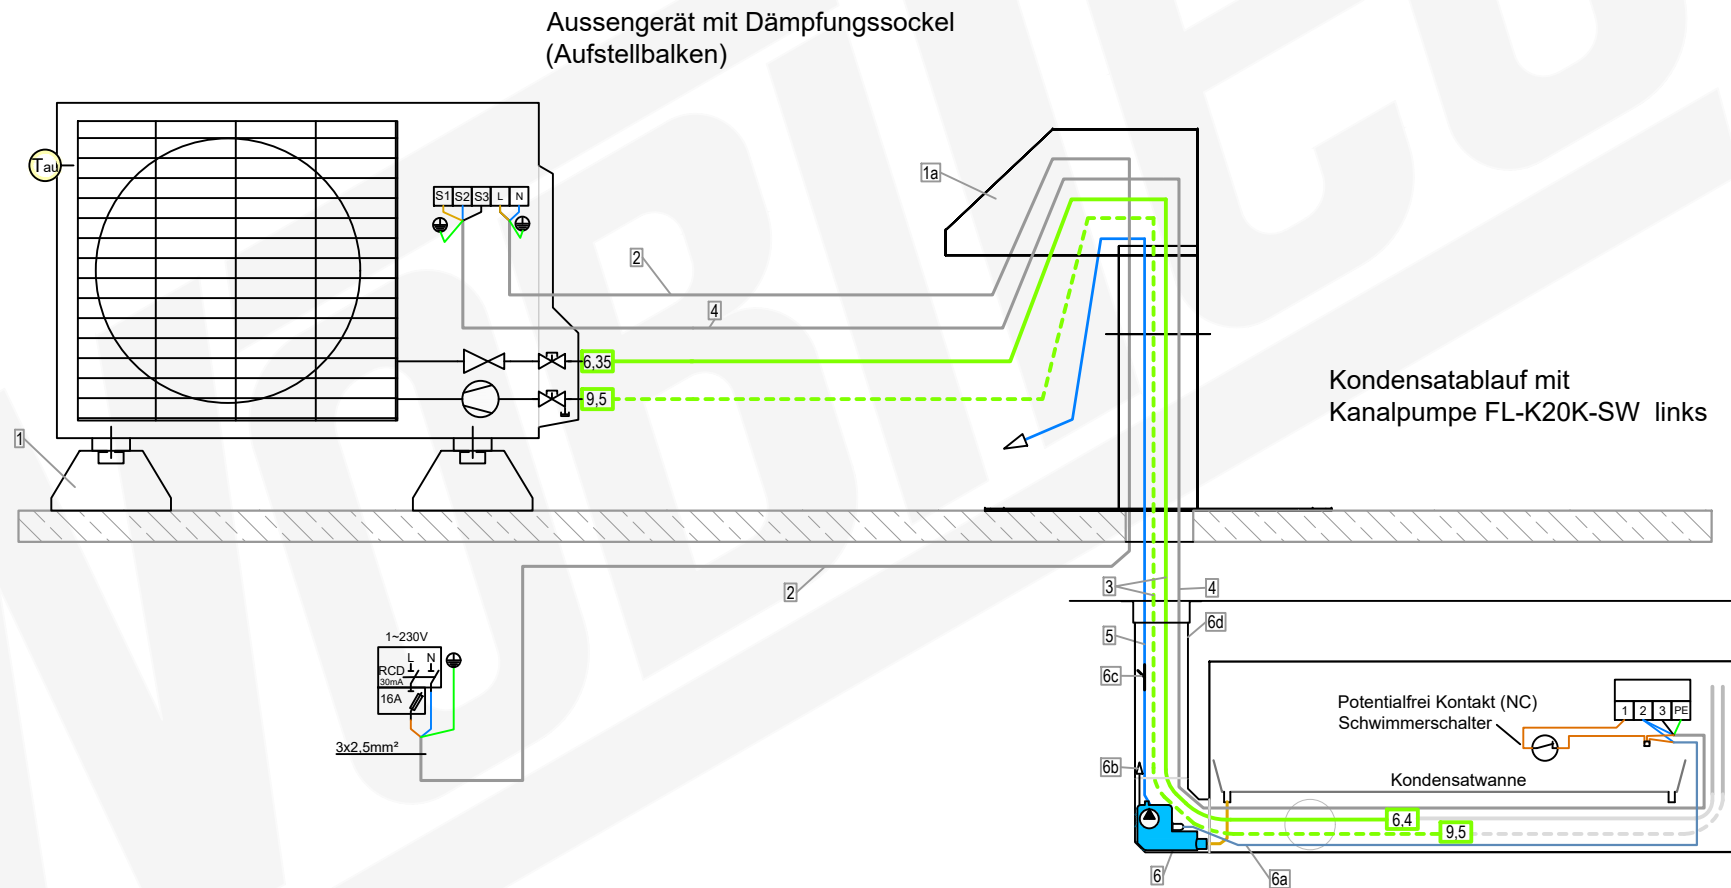 Aussengerät mit Dämpfungssockel
(Aufstellbalken)
Tau
S1 S2 S3 L N
1a
2
4
6,35
9,5
1
Kondensatablauf mit
Kanalpumpe FL-K20K-SW links
2
3
4
5
6d
6c
6b
1~230V
L N
RCD
30mA
16A
3x2,5mm²
Potentialfrei Kontakt (NC)
Schwimmerschalter
1 2 3 PE
Kondensatwanne
6,4
9,5
6
6a